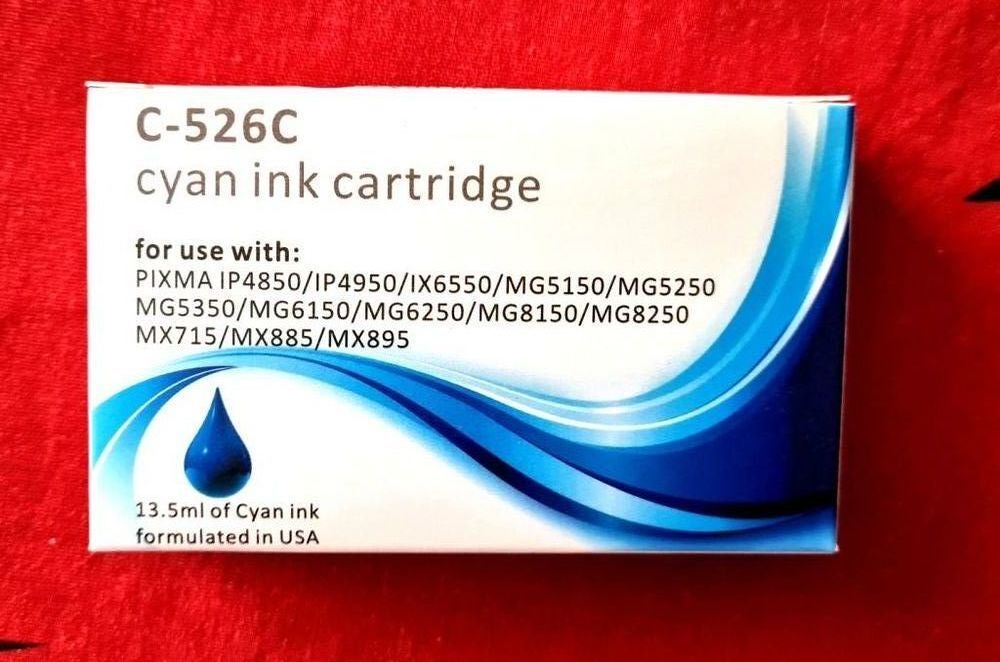 C-526C
cyan ink cartridge
for use with:
PIXMA IP4850/IP4950/IX6550/MG5150/MG5250
MG5350/MG6150/MG6250/MG8150/MG8250
MX715/MX885/MX895
13.5ml of Cyan ink
formulated in USA